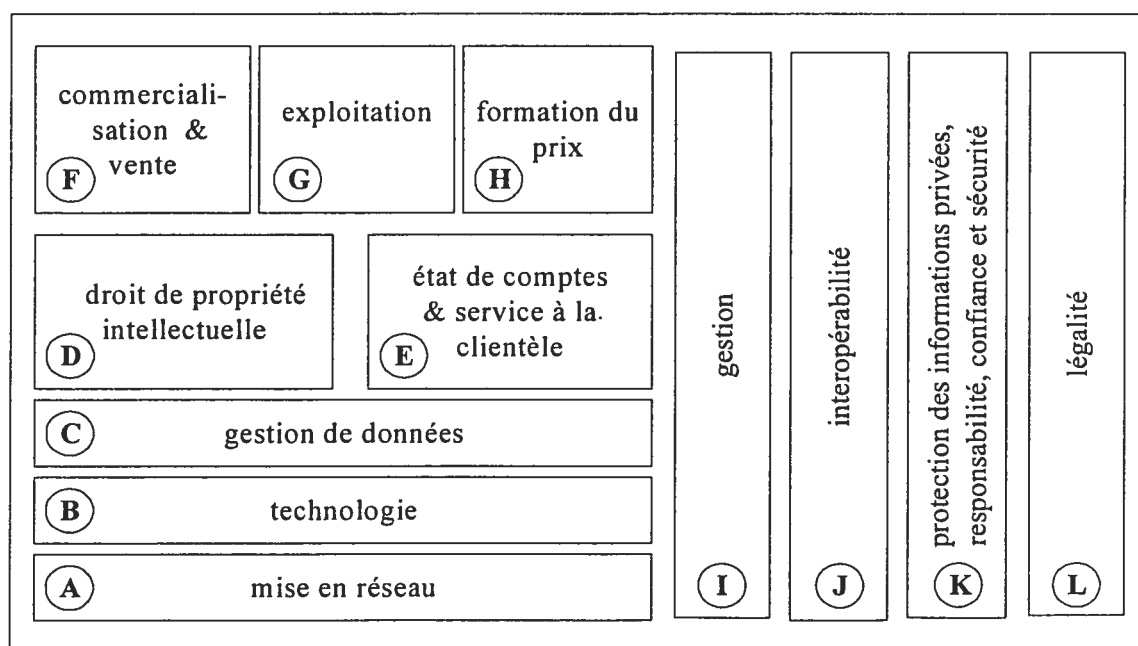 commerciali-
sation &
vente
F
exploitation
G
formation du
prix
H
droit de propriété
intellectuelle
D
état de comptes
& service à la.
clientèle
E
C
gestion de données
B
technologie
A
mise en réseau
gestion
I
interopérabilité
J
protection des informations privées,
responsabilité, confiance et sécurité
K
légalité
L